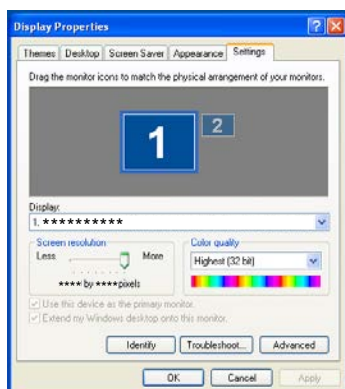 Display Properties
Themes Desktop Screen Saver Appearance Settings
Drag the monitor icons to match the physical arrangement of your monitors.
1 2
Display:
1. **********
Screen resolution
Less More
**** by ****pixels
Color quality
Highest (32 bit)
Use this device as the primary monitor.
Extend my Windows desktop onto this monitor.
Identify Troubleshoot... Advanced
OK Cancel Apply